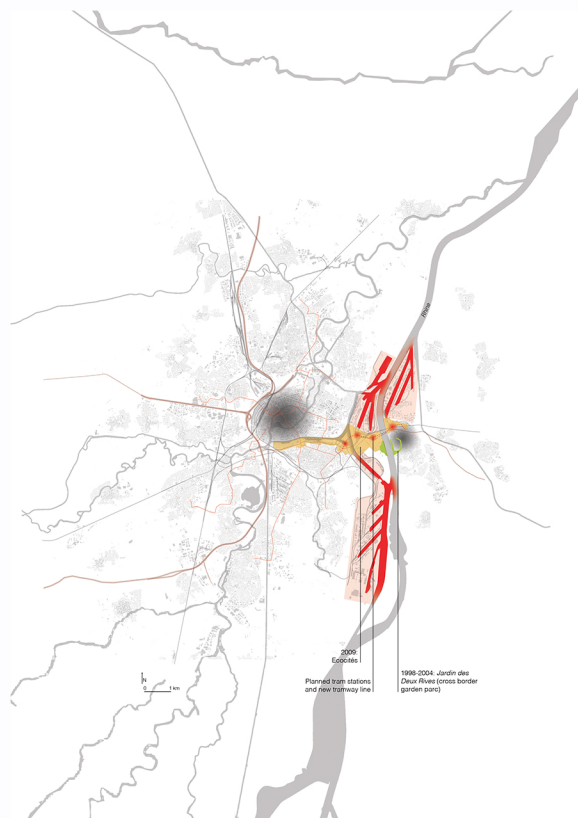 Rhine
2009:
Ecocités
Planned tram stations
and new tramway line
1998-2004: Jardin des
Deux Rives (cross border
garden parc)
N
0 1 km